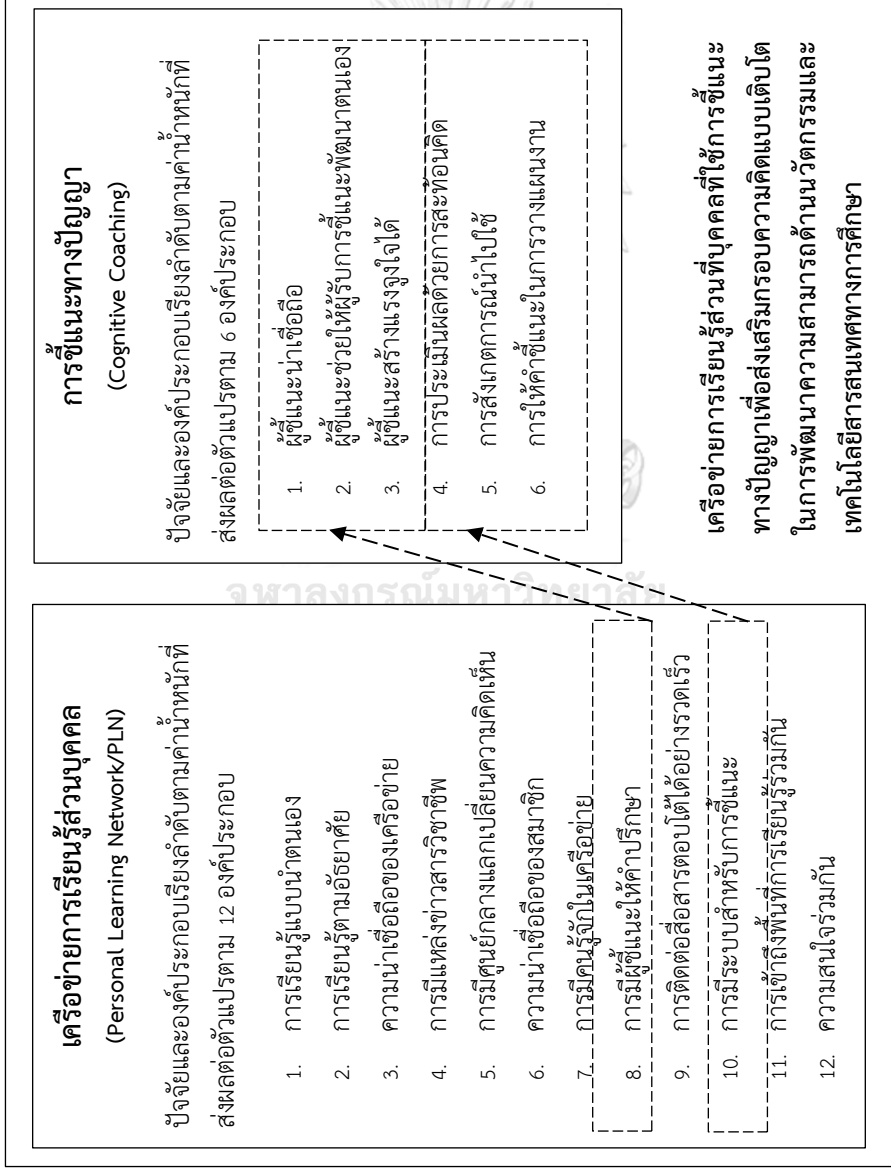 เครือข่ายการเรียนรู้ส่วนบุคคล
(Personal Learning Network/PLN)
ปัจจัยและองค์ประกอบเรียงลำดับตามค่าน้ำหนักที่
ส่งผลต่อตัวแปรตาม 12 องค์ประกอบ
1. การเรียนรู้แบบนำตนเอง
2. การเรียนรู้ตามอัธยาศัย
3. ความน่าเชื่อถือของเครือข่าย
4. การมีแหล่งข่าวสารวิชาชีพ
5. การมีศูนย์กลางแลกเปลี่ยนความคิดเห็น
6. ความน่าเชื่อถือของสมาชิก
7. การมีคนรู้จักในเครือข่าย
8. การมีผู้ชี้แนะให้คำปรึกษา
9. การติดต่อสื่อสารตอบโต้ได้อย่างรวดเร็ว
10. การมีระบบสำหรับการชี้แนะ
11. การเข้าถึงพื้นที่การเรียนรู้ร่วมกัน
12. ความสนใจร่วมกัน
การชี้แนะทางปัญญา
(Cognitive Coaching)
ปัจจัยและองค์ประกอบเรียงลำดับตามค่าน้ำหนักที่
ส่งผลต่อตัวแปรตาม 6 องค์ประกอบ
1. ผู้ชี้แนะน่าเชื่อถือ
2. ผู้ชี้แนะช่วยให้ผู้รับการชี้แนะพัฒนาตนเอง
3. ผู้ชี้แนะสร้างแรงจูงใจได้
4. การประเมินผลด้วยการสะท้อนคิด
5. การสังเกตการณ์นำไปใช้
6. การให้คำชี้แนะในการวางแผนงาน
เครือข่ายการเรียนรู้ส่วนที่บุคคลที่ใช้การชี้แนะ
ทางปัญญาเพื่อส่งเสริมกรอบความคิดแบบเติบโต
ในการพัฒนาความสามารถด้านนวัตกรรมและ
เทคโนโลยีสารสนเทศทางการศึกษา
จุฬาลงกรณ์มหาวิทยาลัย